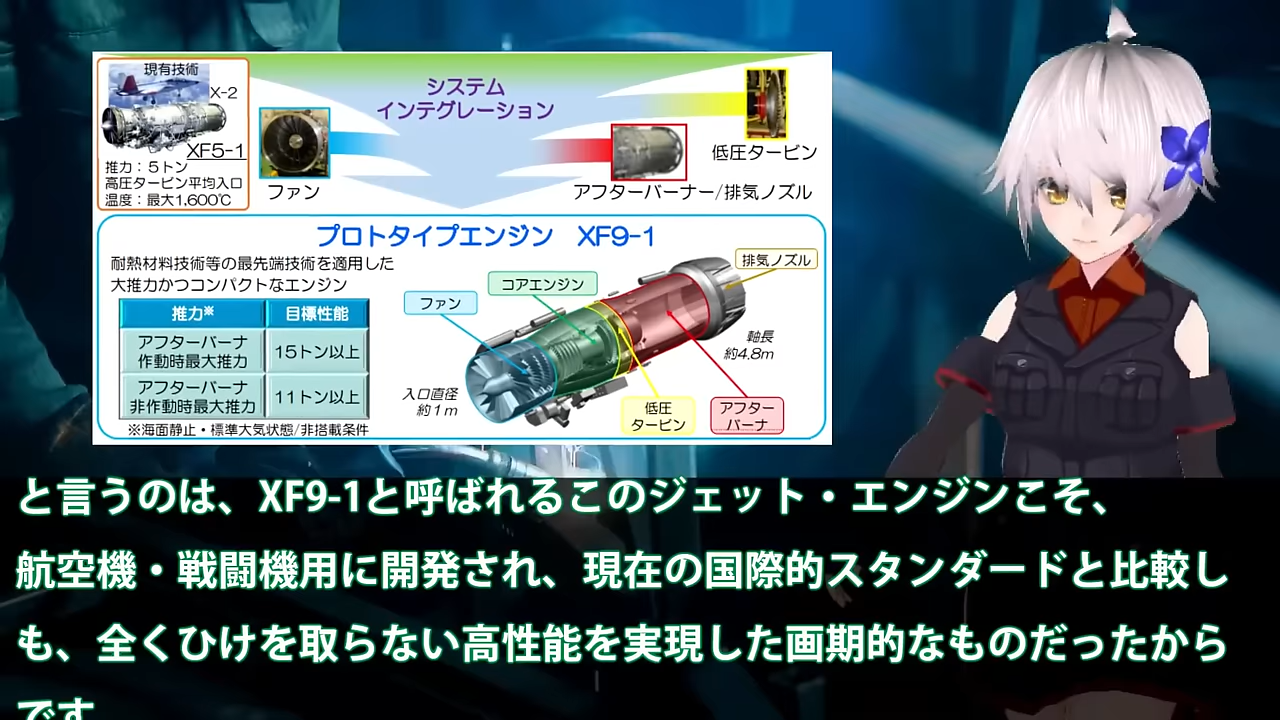 現有技術
X-2
XF5-1
推力：５トン
高圧タービン平均入口
温度：最大1,600℃
システム
インテグレーション
ファン
アフターバーナー/排気ノズル
低圧タービン
プロトタイプエンジン　XF9-1
耐熱材料技術等の最先端技術を適用した
大推力かつコンパクトなエンジン
推力※
目標性能
アフターバーナ
作動時最大推力
15トン以上
アフターバーナ
非作動時最大推力
11トン以上
※海面静止・標準大気状態/非搭載条件
ファン
コアエンジン
排気ノズル
軸長
約4.8m
入口直径
約１ｍ
低圧
タービン
アフター
バーナ
と言うのは、XF9-1と呼ばれるこのジェット・エンジンこそ、
航空機・戦闘機用に開発され、現在の国際的スタンダードと比較し
も、全くひけを取らない高性能を実現した画期的なものだったから
です